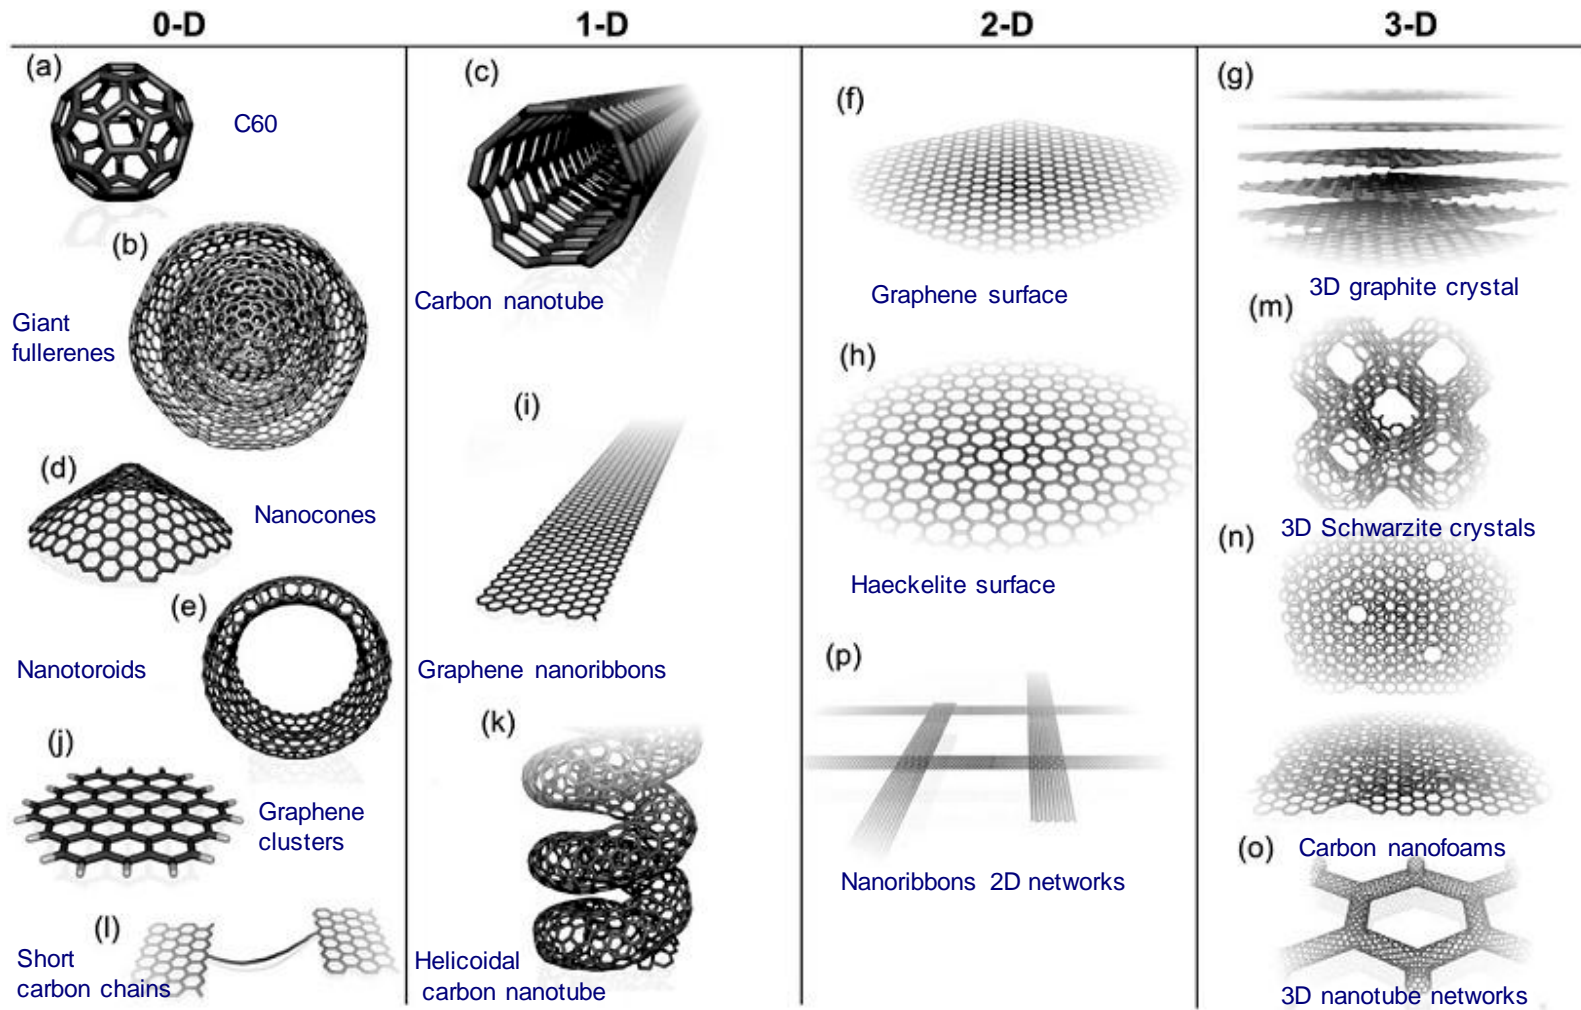 0-D
1-D
2-D
3-D
(a)
C60
(b)
Giant
fullerenes
(d)
Nanocones
(e)
Nanotoroids
(j)
Graphene
clusters
(l)
Short
carbon chains
(c)
Carbon nanotube
(i)
Graphene nanoribbons
(k)
Helicoidal
carbon nanotube
(f)
Graphene surface
(h)
Haeckelite surface
(p)
Nanoribbons 2D networks
(g)
3D graphite crystal
(m)
3D Schwarzite crystals
(n)
Carbon nanofoams
(o)
3D nanotube networks